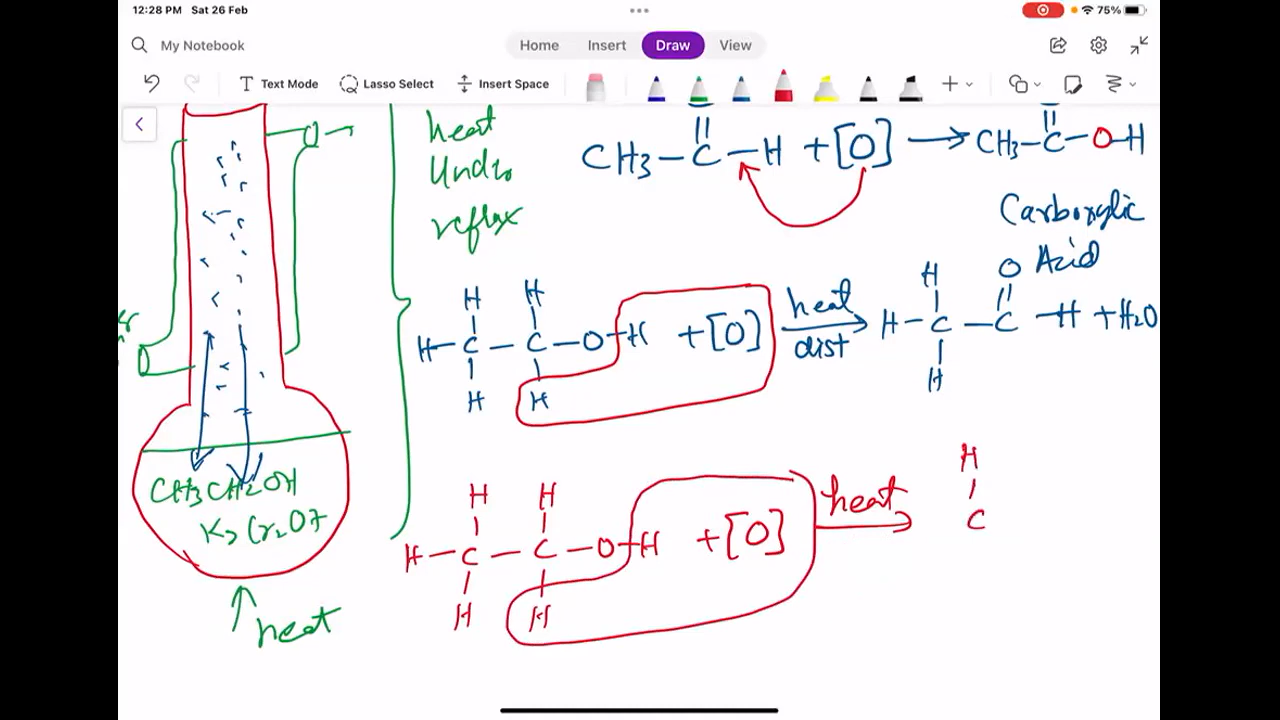 12:28 PM Sat 26 Feb
75%
My Notebook
Home Insert Draw View
Text Mode Lasso Select Insert Space
heat
Under
reflux
CH3–C–H + [O] → CH3–C–O–H
Carboxylic
Acid
H H
H–C–C–O–H + [O]
H H
heat
dist
H O
H–C–C–H + H2O
H
CH3CH2OH
K2Cr2O7
heat
H H
H–C–C–O–H + [O]
H H
heat
H
C